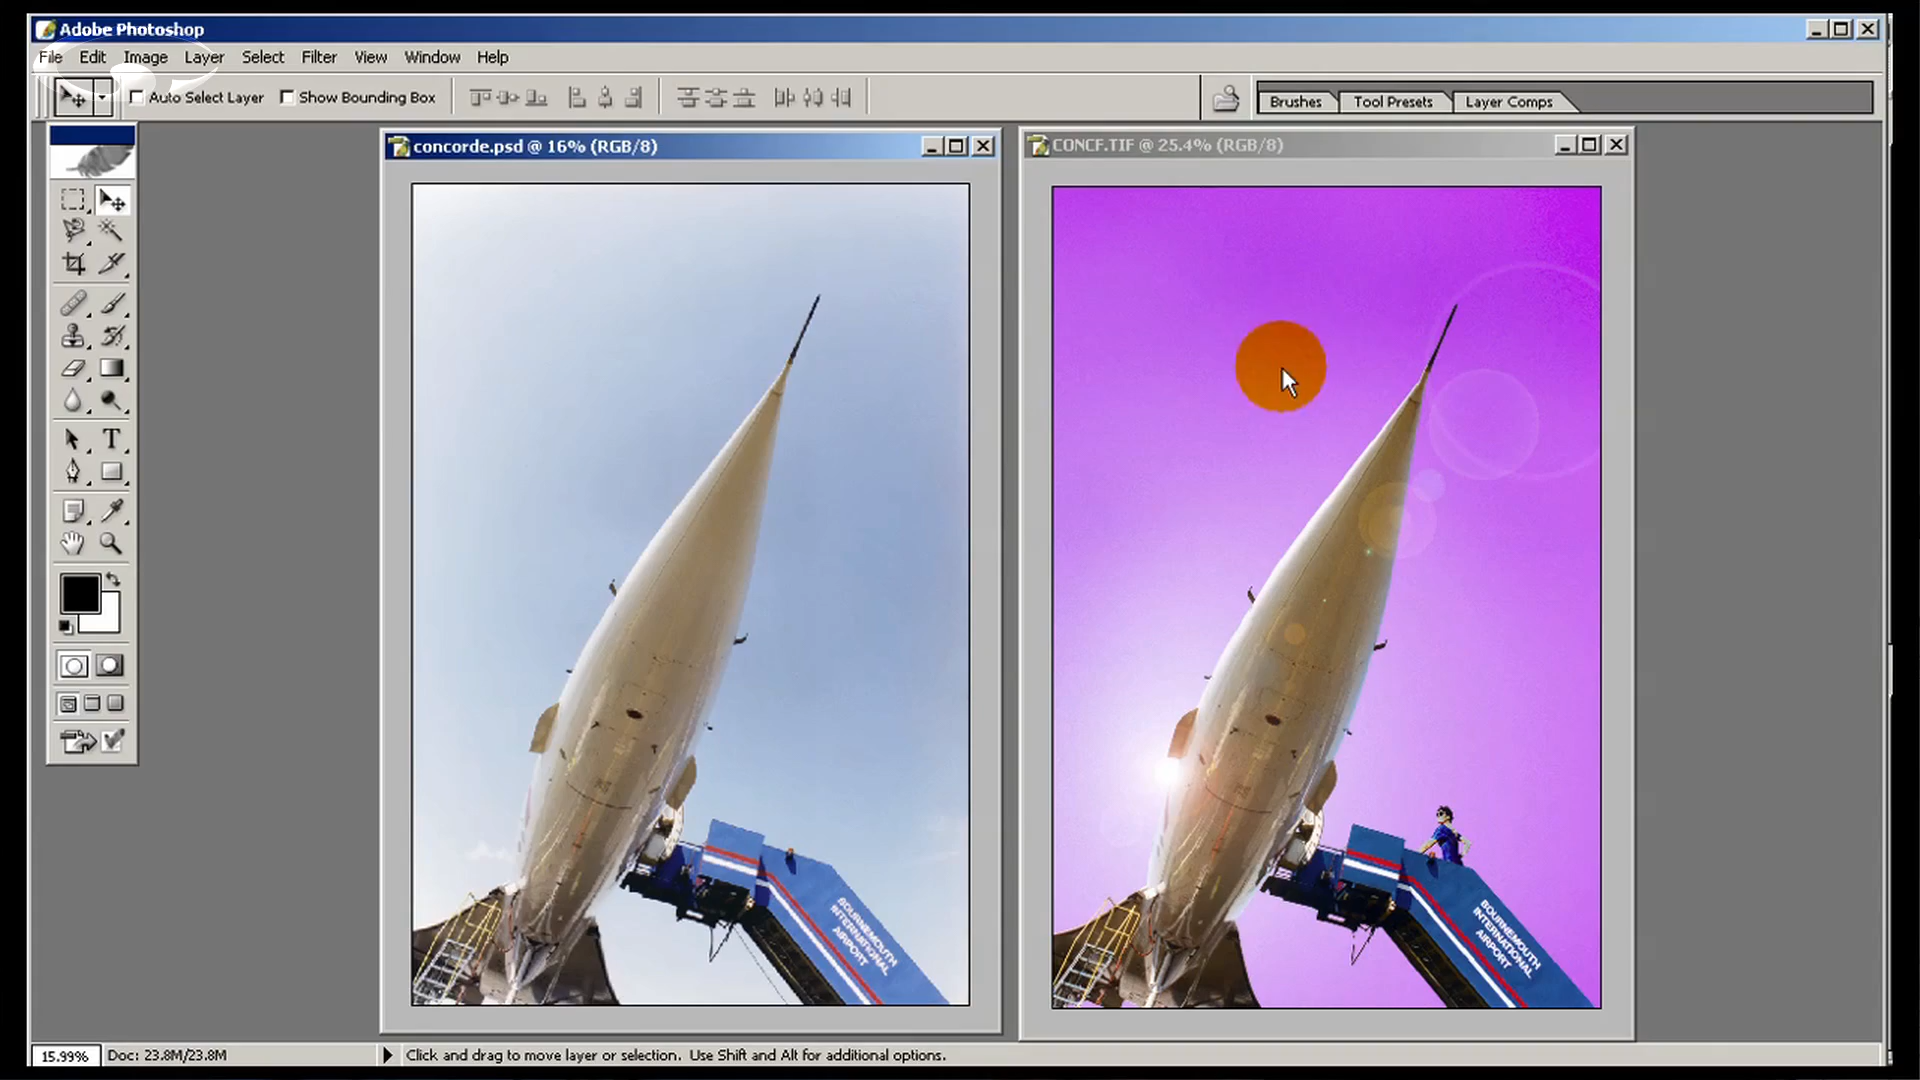 Adobe Photoshop
File Edit Image Layer Select Filter View Window Help
Auto Select Layer Show Bounding Box
Brushes Tool Presets Layer Comps
concorde.psd @ 16% (RGB/8)
CONCF.TIF @ 25.4% (RGB/8)
T
BOURNEMOUTH
INTERNATIONAL
AIRPORT
BOURNEMOUTH
INTERNATIONAL
AIRPORT
15.99% Doc: 23.8M/23.8M Click and drag to move layer or selection. Use Shift and Alt for additional options.